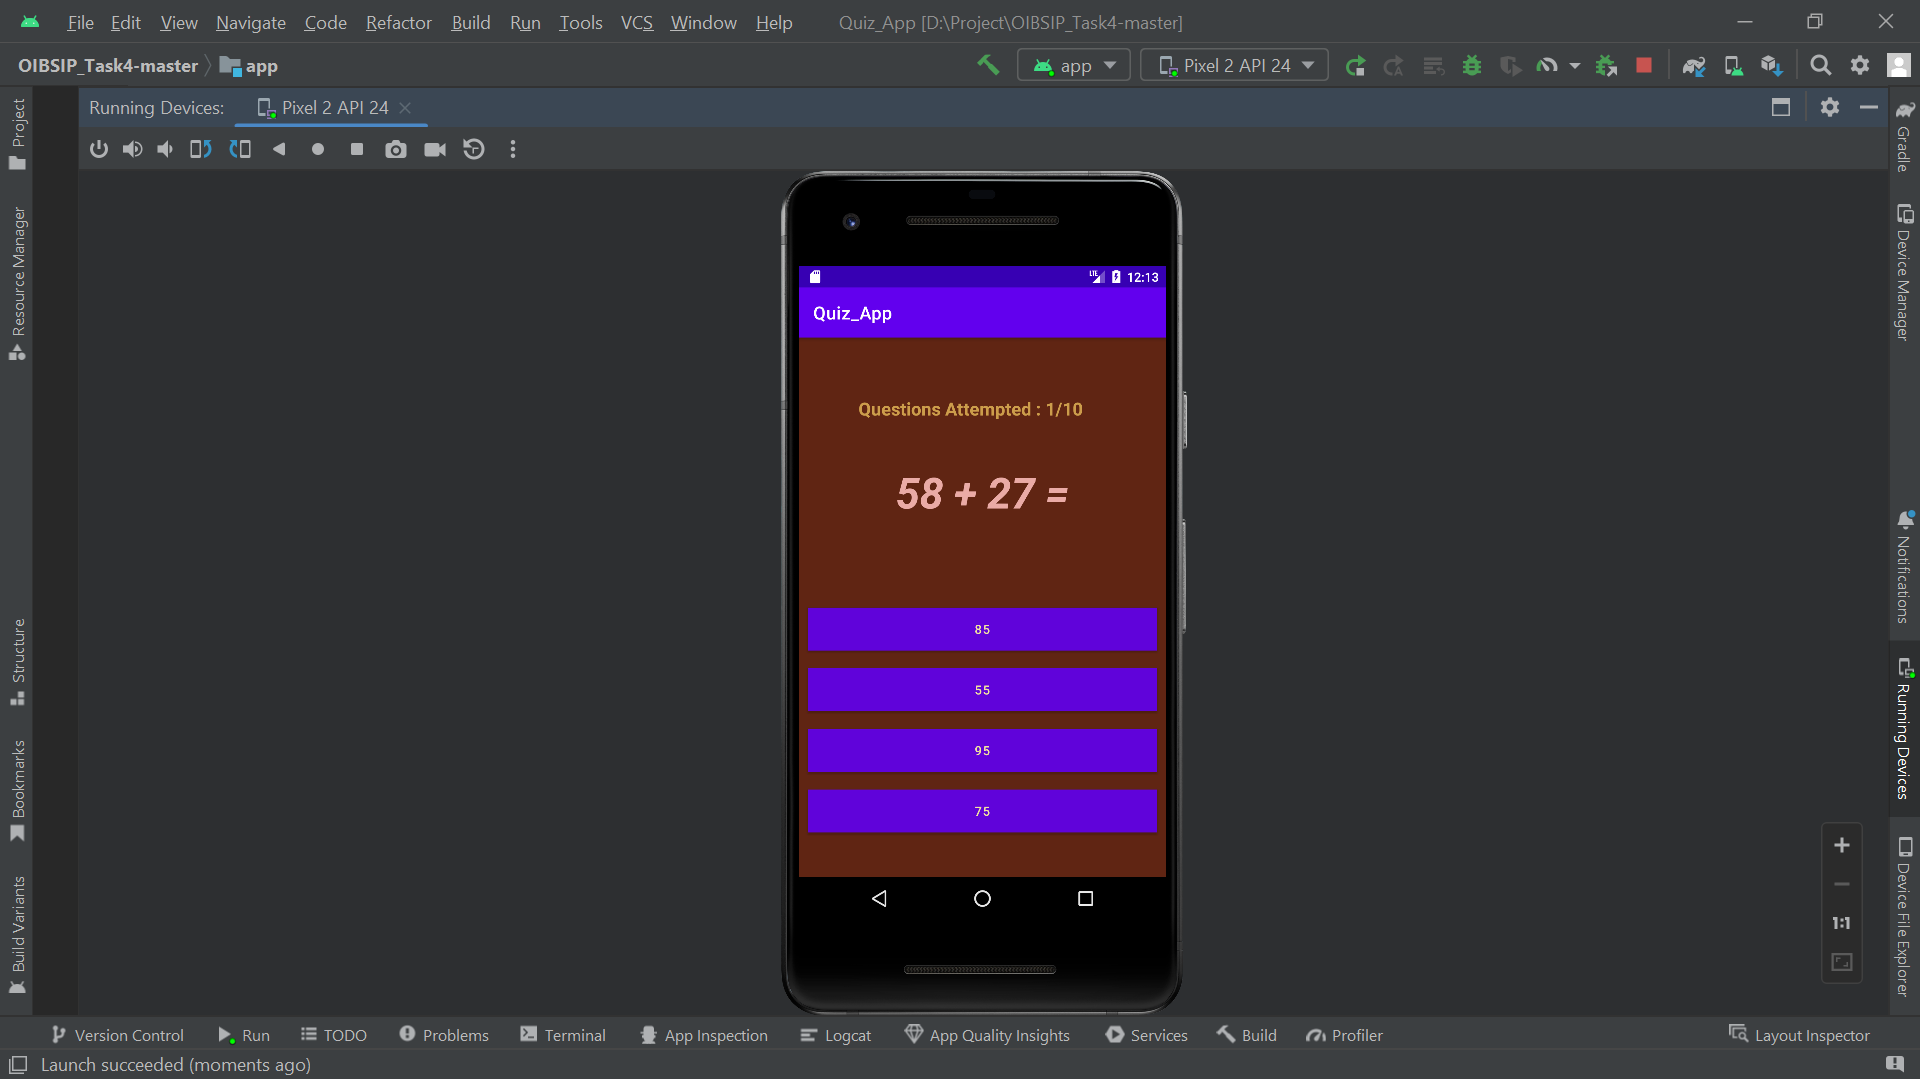 File Edit View Navigate Code Refactor Build Run Tools VCS Window Help Quiz_App [D:\Project\OIBSIP_Task4-master]
OIBSIP_Task4-master app app Pixel 2 API 24
Running Devices: Pixel 2 API 24
Project
Resource Manager
Structure
Bookmarks
Build Variants
LTE 12:13
Quiz_App
Questions Attempted : 1/10
58 + 27 =
85
55
95
75
1:1
Gradle
Device Manager
Notifications
Running Devices
Device File Explorer
Version Control Run TODO Problems Terminal App Inspection Logcat App Quality Insights Services Build Profiler Layout Inspector
Launch succeeded (moments ago)